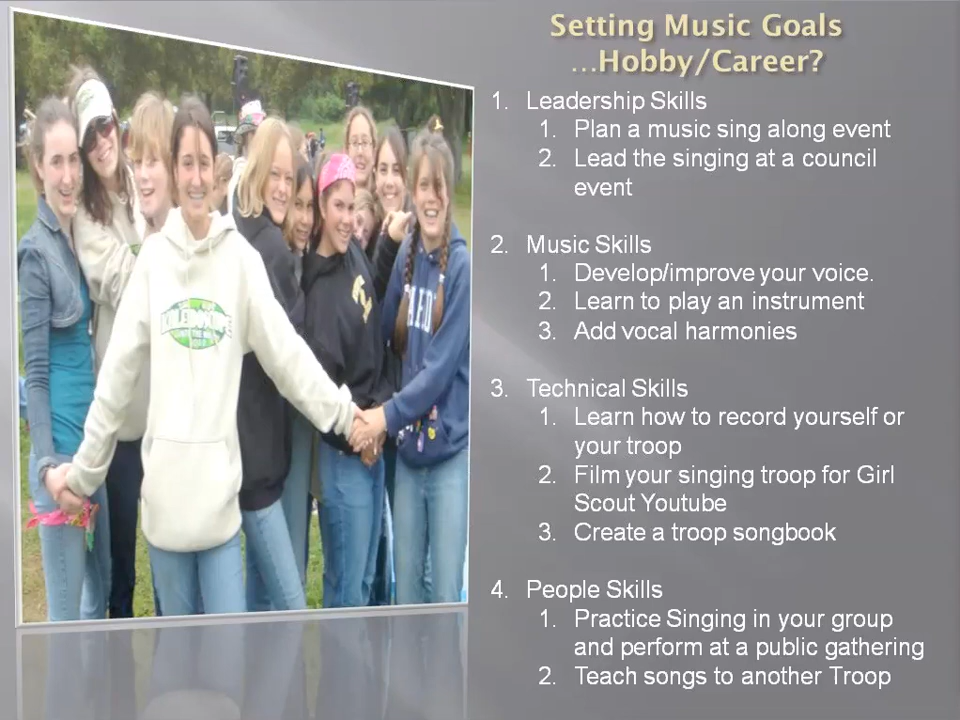 Setting Music Goals
…Hobby/Career?
1. Leadership Skills
1. Plan a music sing along event
2. Lead the singing at a council
event
2. Music Skills
1. Develop/improve your voice.
2. Learn to play an instrument
3. Add vocal harmonies
3. Technical Skills
1. Learn how to record yourself or
your troop
2. Film your singing troop for Girl
Scout Youtube
3. Create a troop songbook
4. People Skills
1. Practice Singing in your group
and perform at a public gathering
2. Teach songs to another Troop